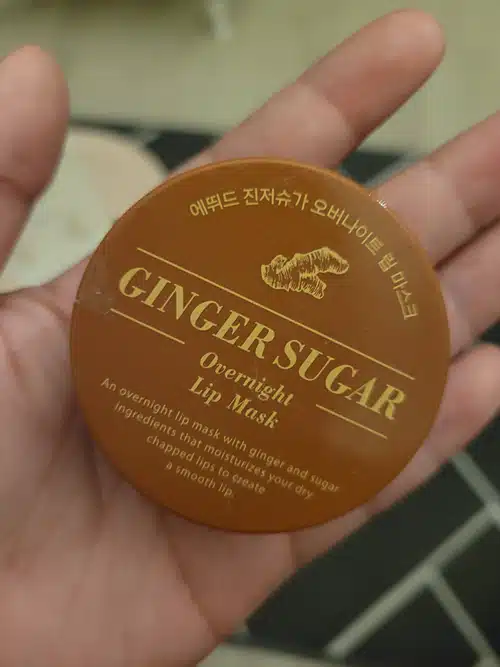 에뛰드 진저슈가 오버나이트 립 마스크
GINGER SUGAR
Overnight
Lip Mask
An overnight lip mask with ginger and sugar
ingredients that moisturizes your dry
chapped lips to create
a smooth lip.